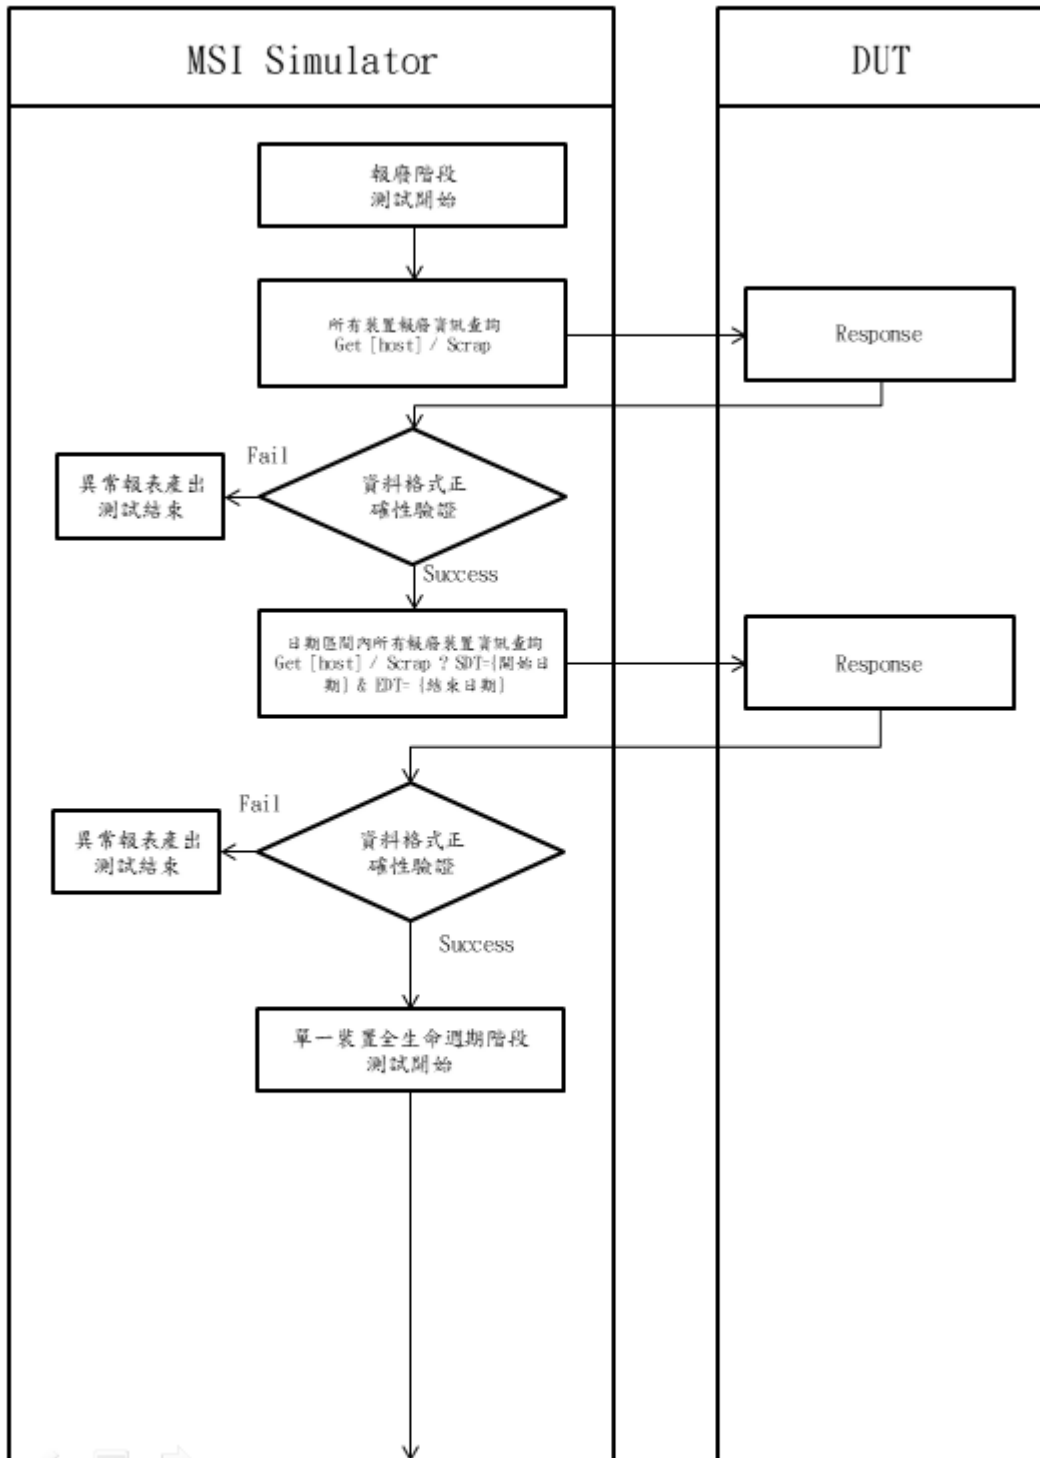 MSI Simulator
DUT
報廢階段
測試開始
所有裝置報廢資訊查詢
Get [host] / Scrap
Response
Fail
異常報表產出
測試結束
資料格式正
確性驗證
Success
日期區間內所有報廢裝置資訊查詢
Get [host] / Scrap ? SDT={開始日
期} & EDT= {結束日期}
Response
Fail
異常報表產出
測試結束
資料格式正
確性驗證
Success
單一裝置全生命週期階段
測試開始